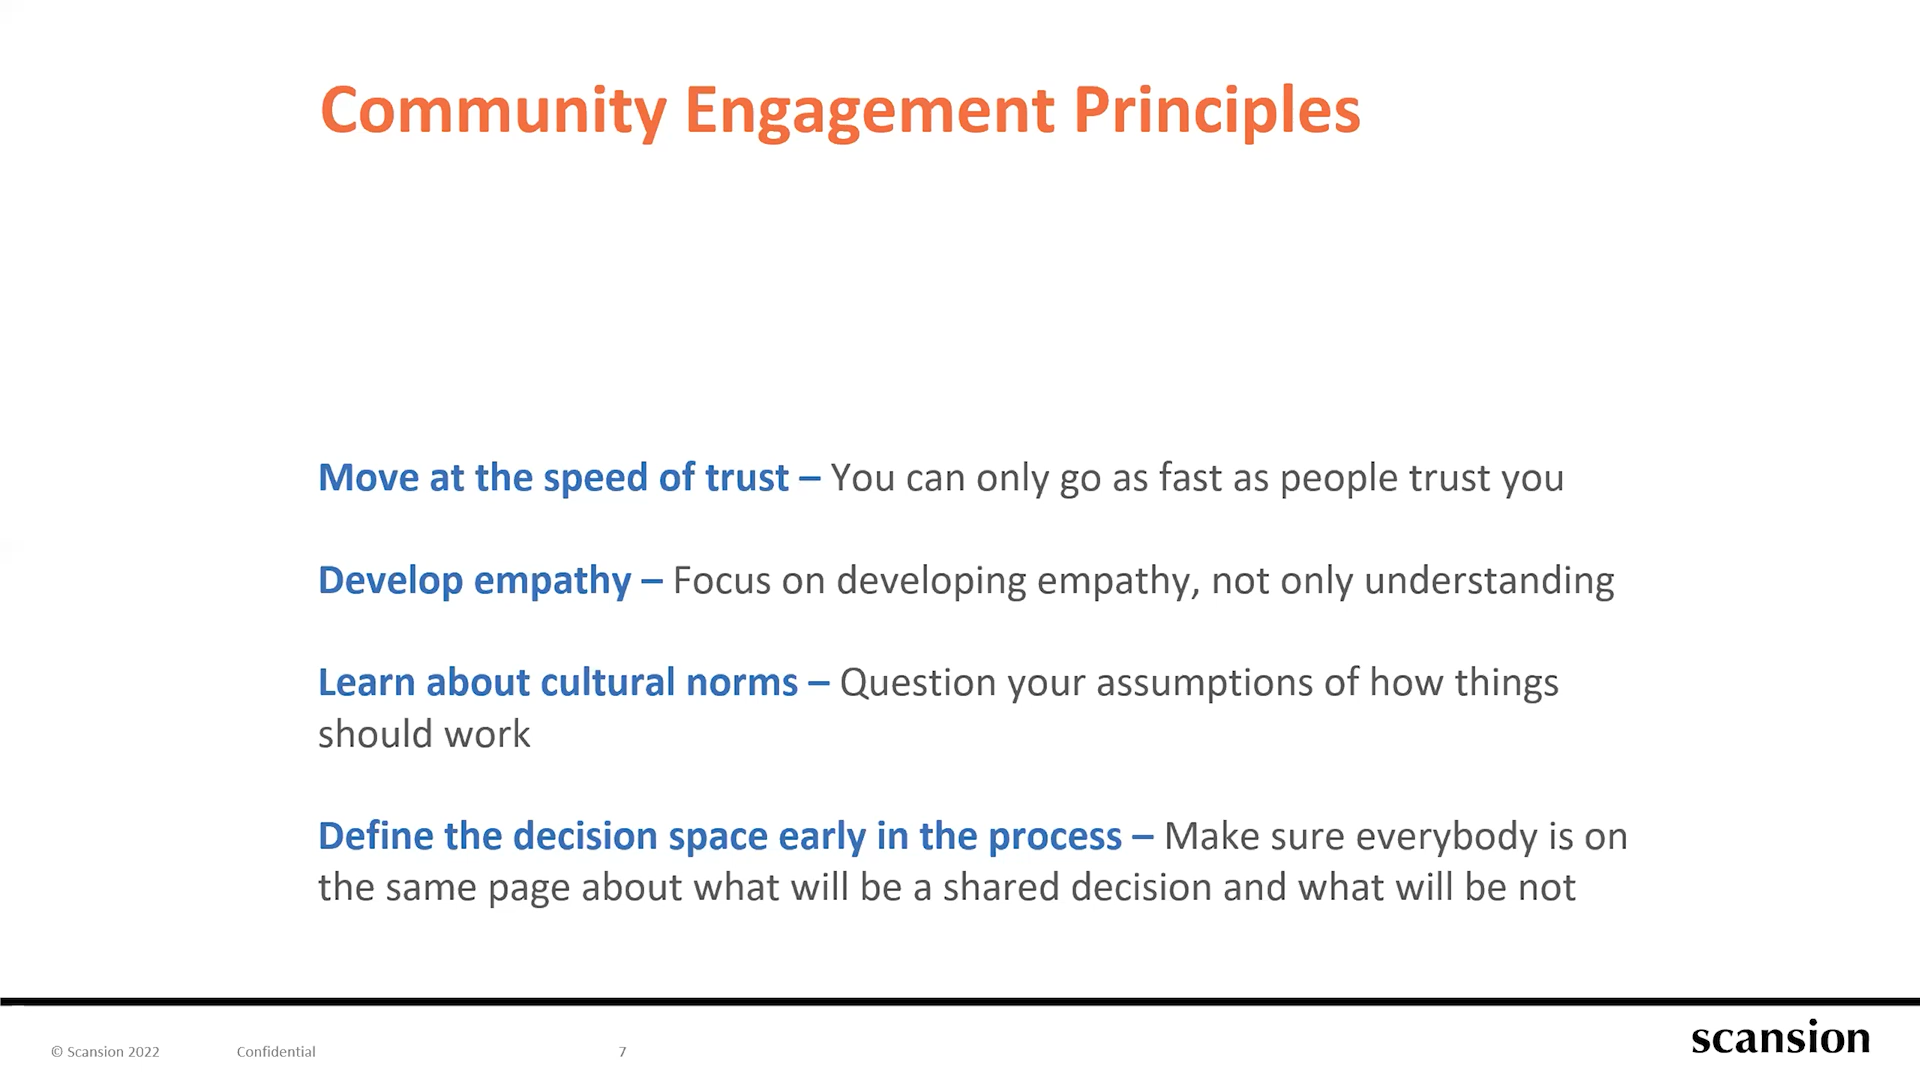 Community Engagement Principles
Move at the speed of trust – You can only go as fast as people trust you
Develop empathy – Focus on developing empathy, not only understanding
Learn about cultural norms – Question your assumptions of how things
should work
Define the decision space early in the process – Make sure everybody is on
the same page about what will be a shared decision and what will be not
© Scansion 2022 Confidential 7
scansion